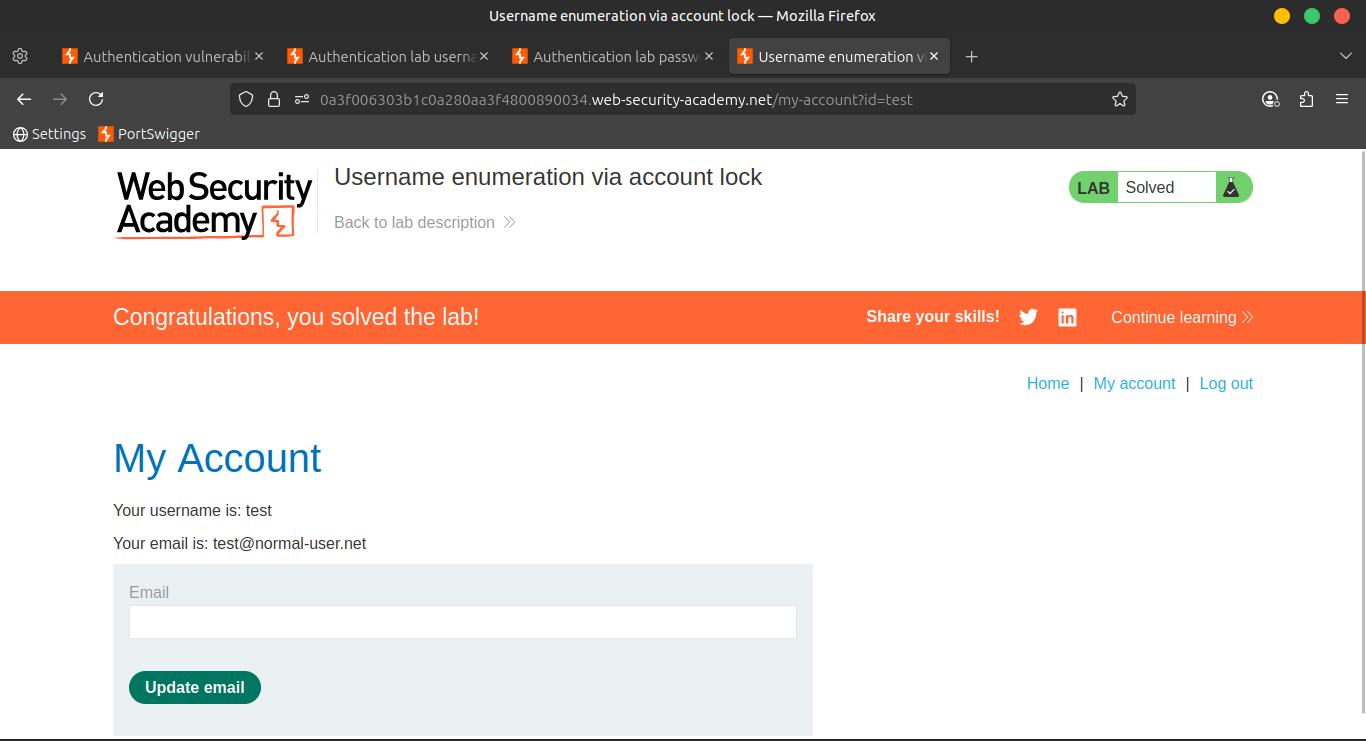 Username enumeration via account lock — Mozilla Firefox
Authentication vulnerabil
Authentication lab userna
Authentication lab passw
Username enumeration v
0a3f006303b1c0a280aa3f4800890034.web-security-academy.net/my-account?id=test
Settings
PortSwigger
Web Security
Academy
Username enumeration via account lock
Back to lab description
LAB Solved
Congratulations, you solved the lab!
Share your skills!
Continue learning
Home | My account | Log out
My Account
Your username is: test
Your email is: test@normal-user.net
Email
Update email